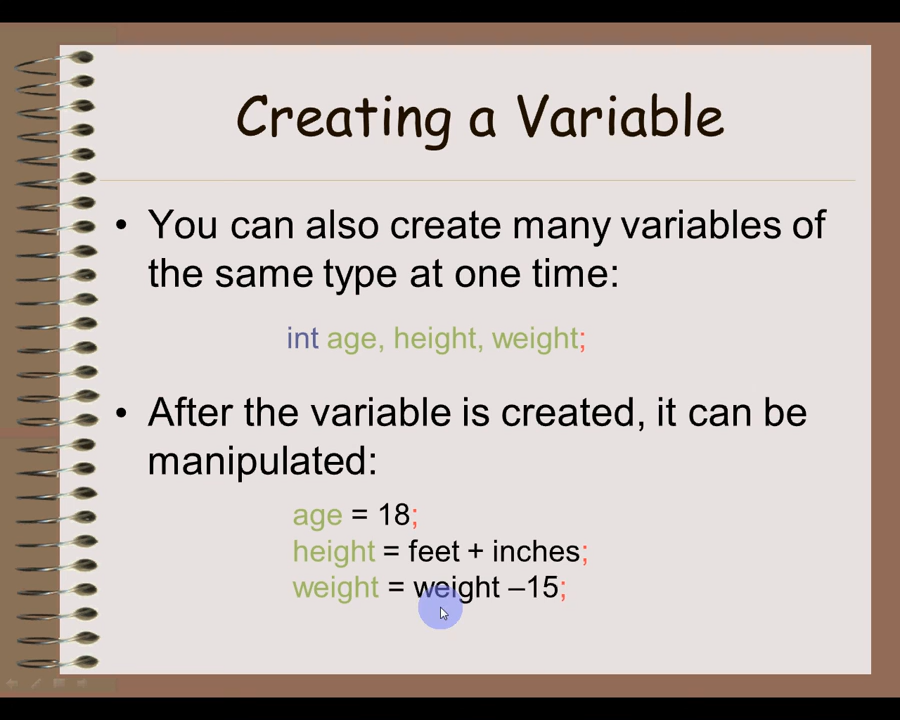 Creating a Variable
• You can also create many variables of
the same type at one time:
int age, height, weight;
• After the variable is created, it can be
manipulated:
age = 18;
height = feet + inches;
weight = weight –15;